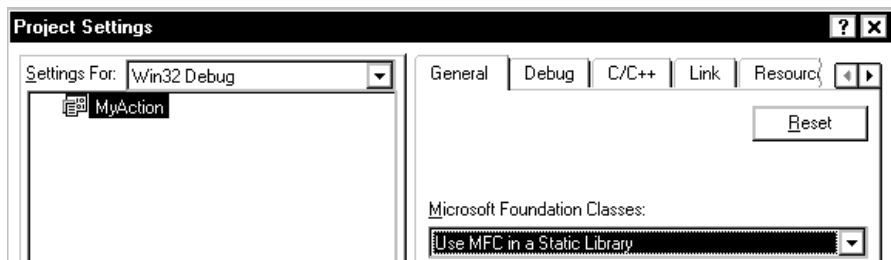 Project Settings
Settings For: Win32 Debug
General Debug C/C++ Link
MyAction
Reset
Microsoft Foundation Classes:
Use MFC in a Static Library